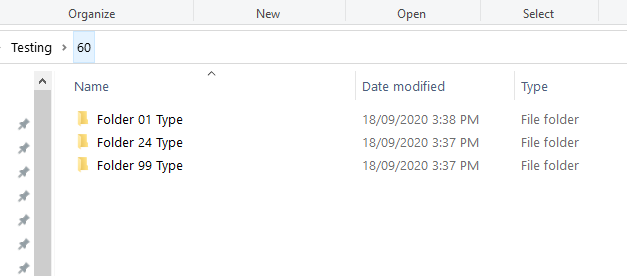 Organize New Open Select
Testing > 60
Name Date modified Type
Folder 01 Type 18/09/2020 3:38 PM File folder
Folder 24 Type 18/09/2020 3:37 PM File folder
Folder 99 Type 18/09/2020 3:37 PM File folder